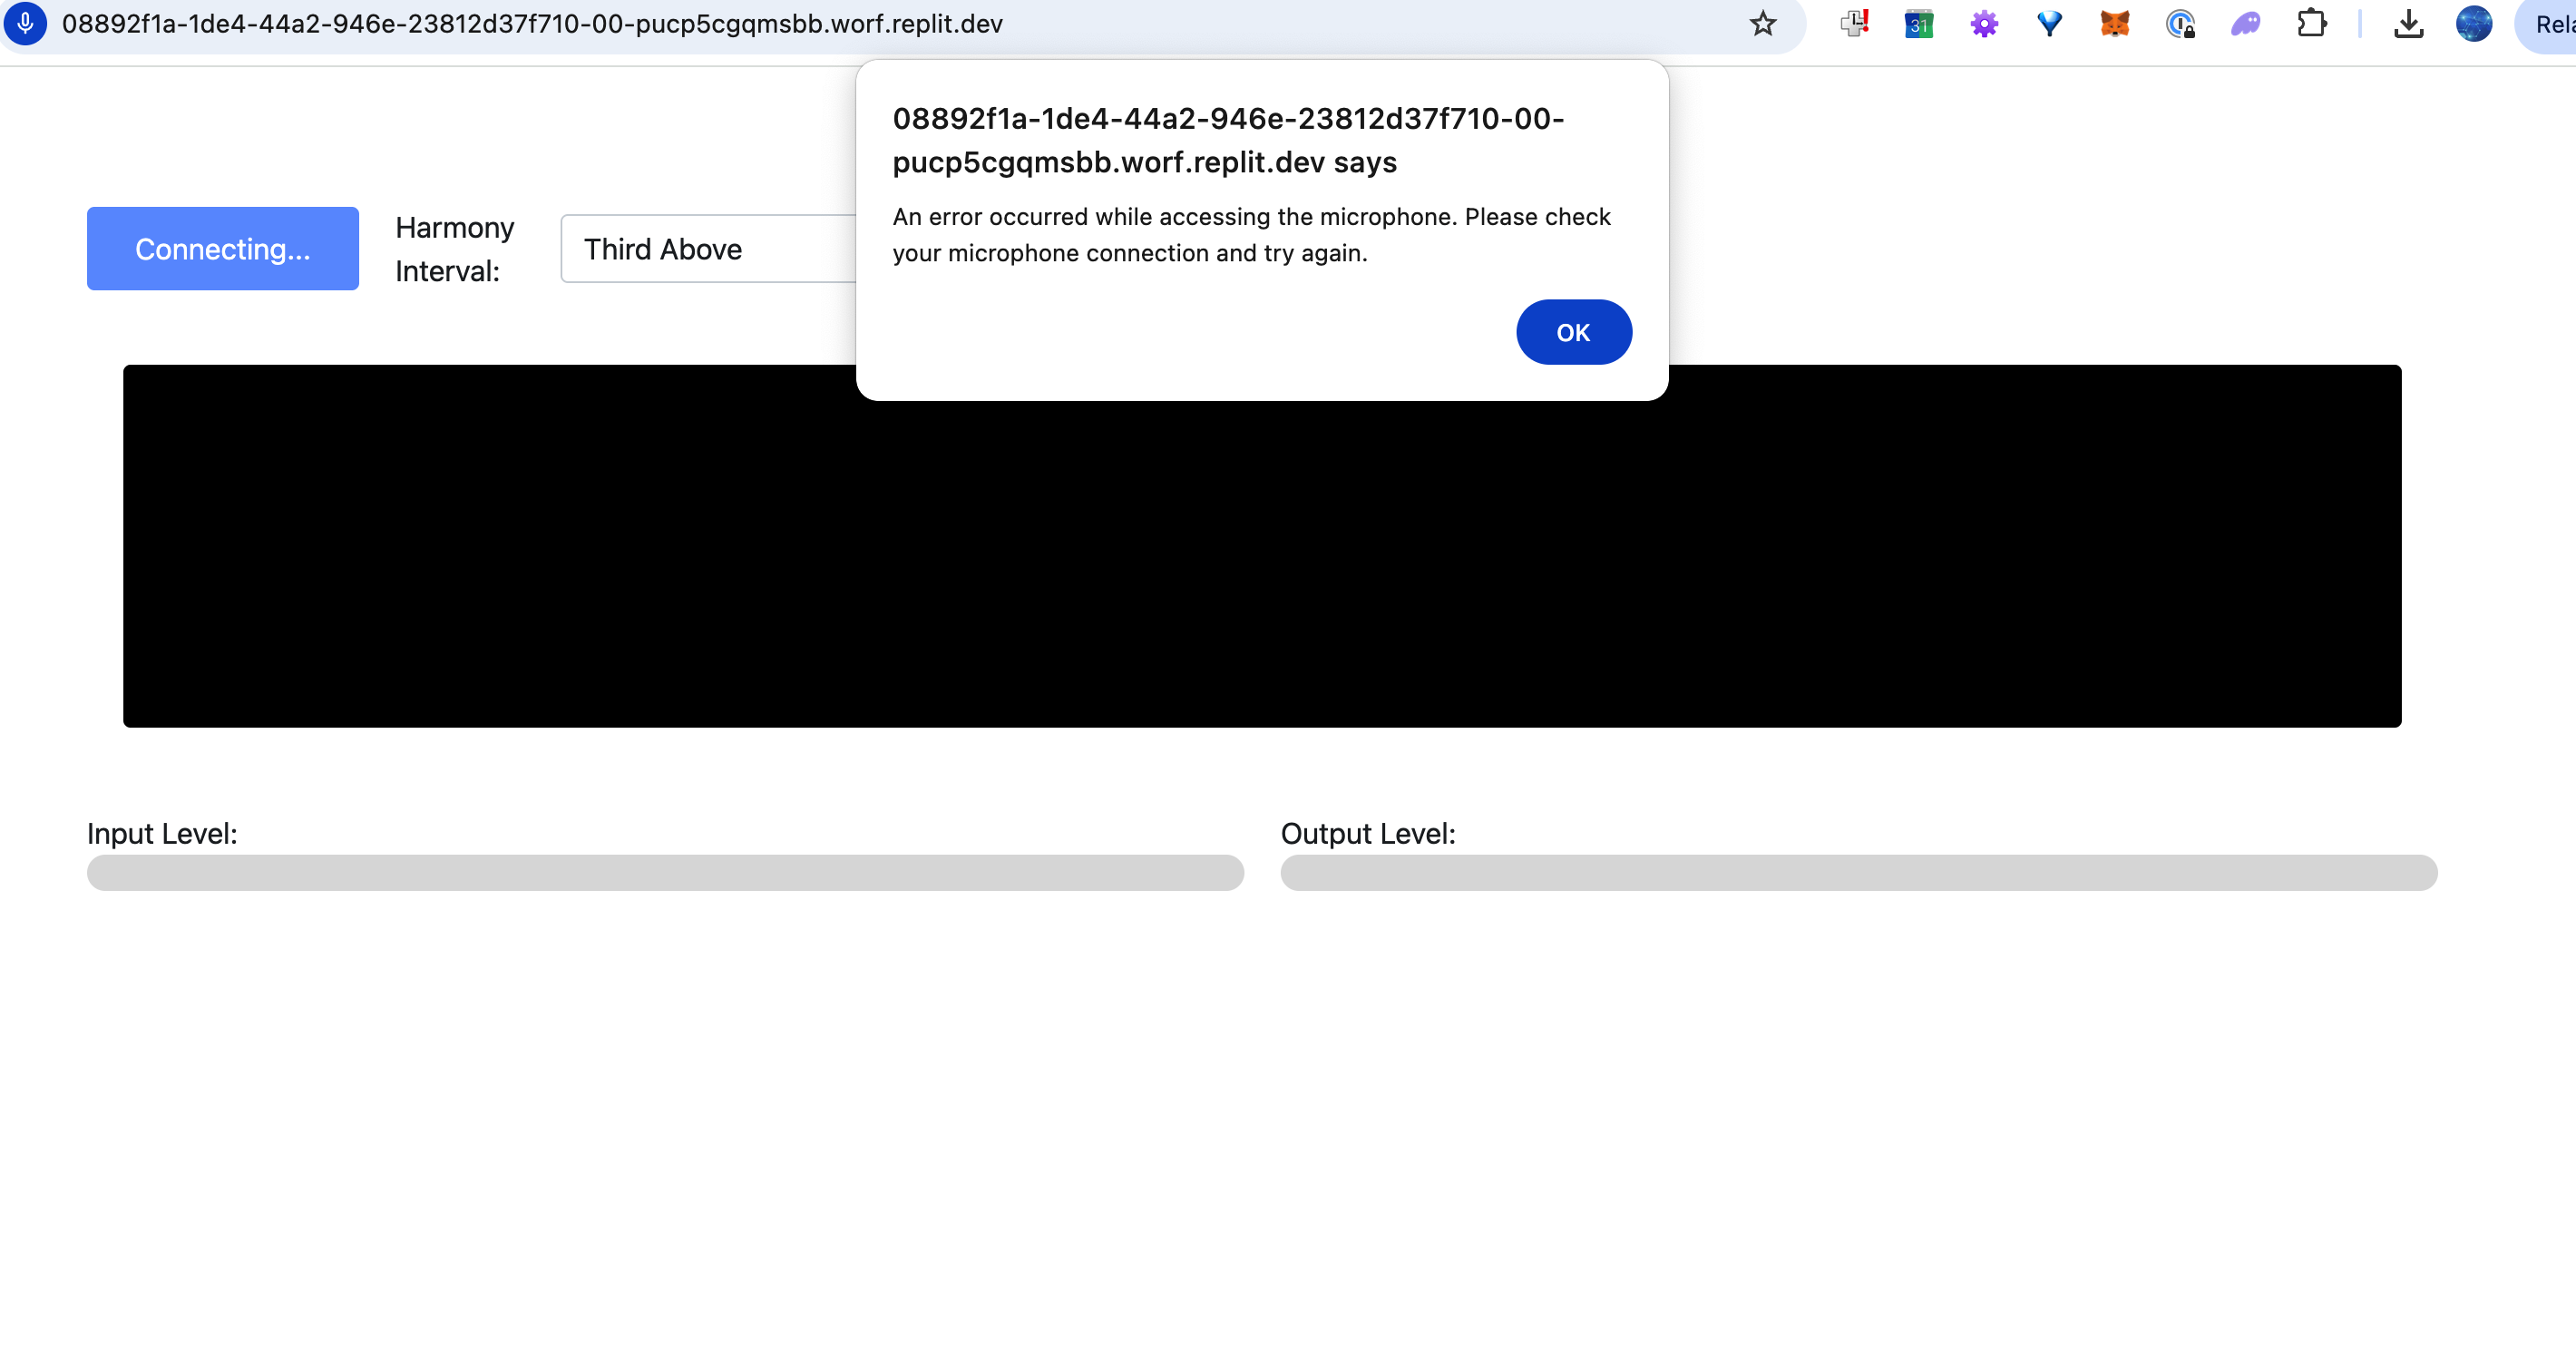 08892f1a-1de4-44a2-946e-23812d37f710-00-pucp5cgqmsbb.worf.replit.dev
31
Rela
08892f1a-1de4-44a2-946e-23812d37f710-00-
pucp5cgqmsbb.worf.replit.dev says
An error occurred while accessing the microphone. Please check
your microphone connection and try again.
OK
Connecting...
Harmony
Interval:
Third Above
Input Level:
Output Level: